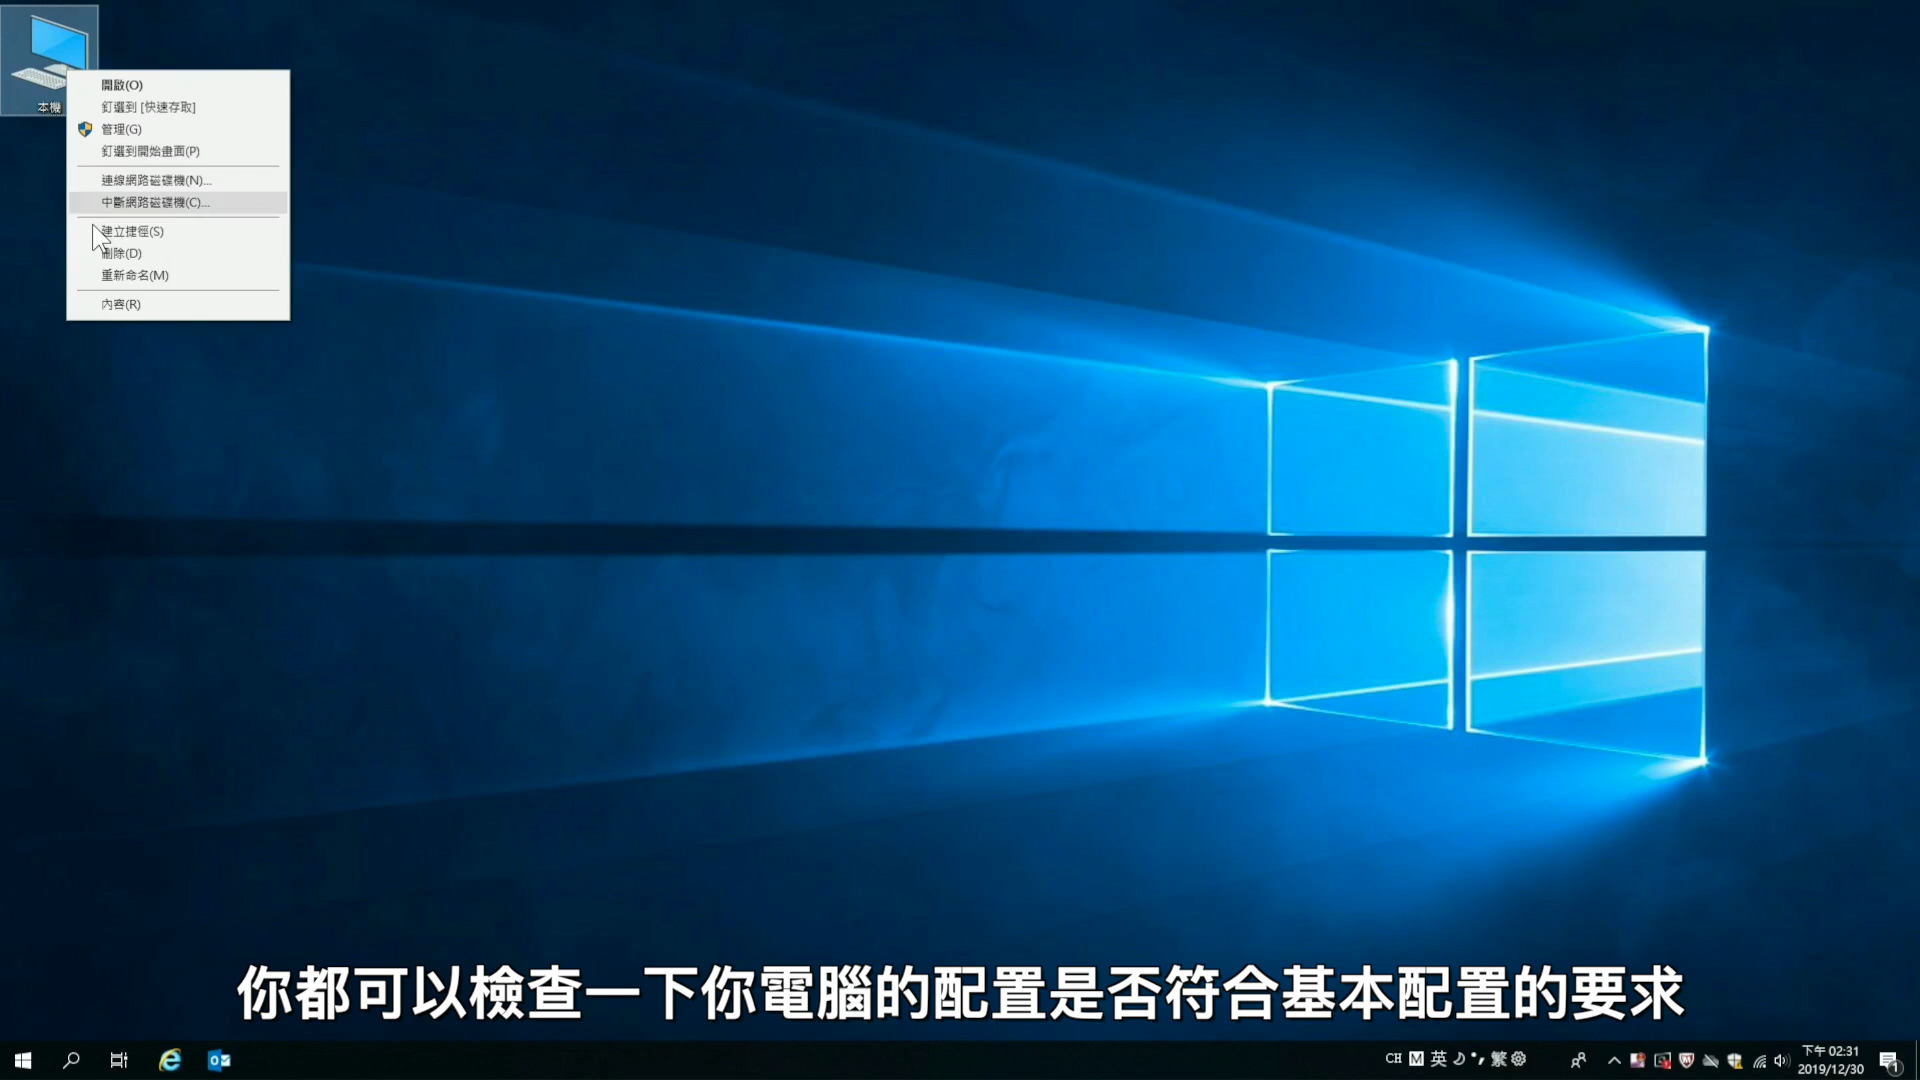 本機
開啟(O)
釘選到 [快速存取]
管理(G)
釘選到開始畫面(P)
連線網路磁碟機(N)...
中斷網路磁碟機(C)...
建立捷徑(S)
刪除(D)
重新命名(M)
內容(R)
你都可以檢查一下你電腦的配置是否符合基本配置的要求
CH M 英 繁
下午 02:31
2019/12/30
1